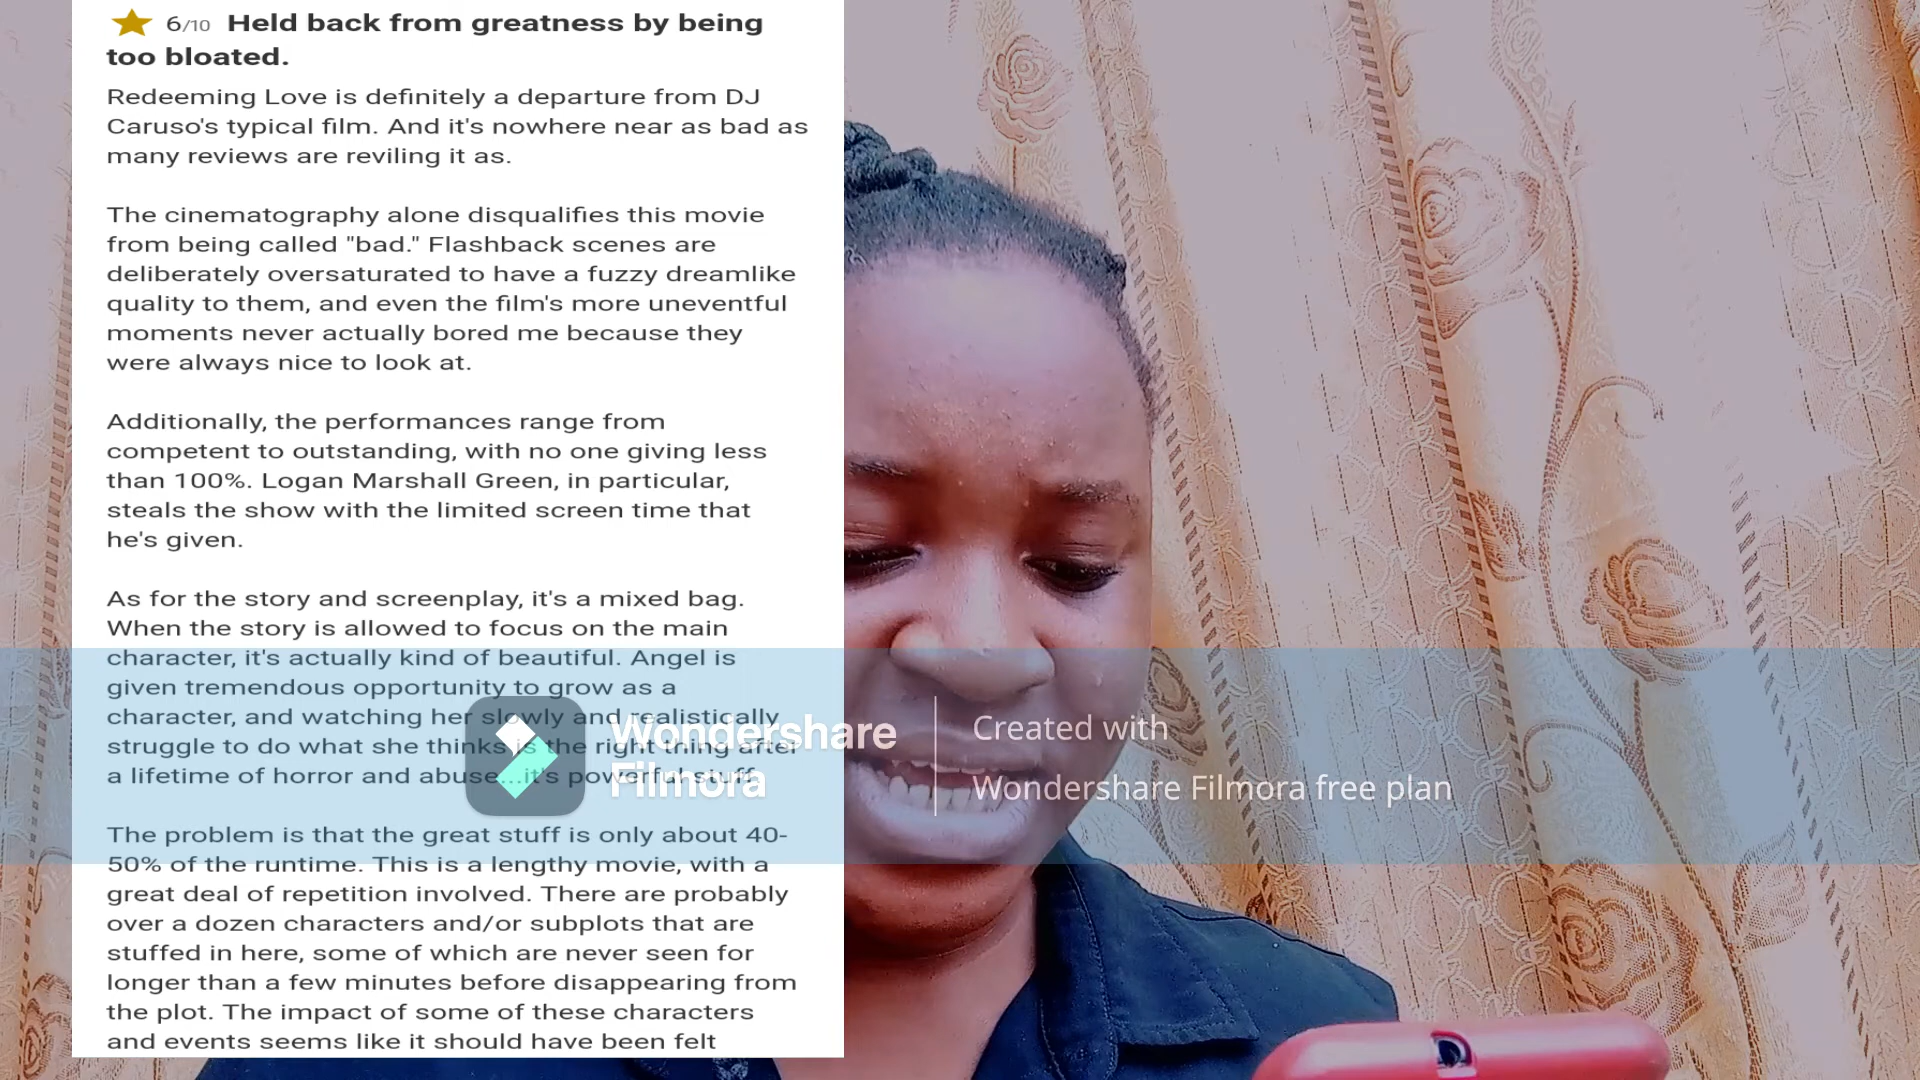 6/10 Held back from greatness by being
too bloated.
Redeeming Love is definitely a departure from DJ
Caruso's typical film. And it's nowhere near as bad as
many reviews are reviling it as.
The cinematography alone disqualifies this movie
from being called "bad." Flashback scenes are
deliberately oversaturated to have a fuzzy dreamlike
quality to them, and even the film's more uneventful
moments never actually bored me because they
were always nice to look at.
Additionally, the performances range from
competent to outstanding, with no one giving less
than 100%. Logan Marshall Green, in particular,
steals the show with the limited screen time that
he's given.
As for the story and screenplay, it's a mixed bag.
When the story is allowed to focus on the main
character, it's actually kind of beautiful. Angel is
given tremendous opportunity to grow as a
character, and watching her slowly and realistically
struggle to do what she thinks is the right thing after
a lifetime of horror and abuse...it's powerful stuff.
The problem is that the great stuff is only about 40-
50% of the runtime. This is a lengthy movie, with a
great deal of repetition involved. There are probably
over a dozen characters and/or subplots that are
stuffed in here, some of which are never seen for
longer than a few minutes before disappearing from
the plot. The impact of some of these characters
and events seems like it should have been felt
Wondershare
Filmora
Created with
Wondershare Filmora free plan